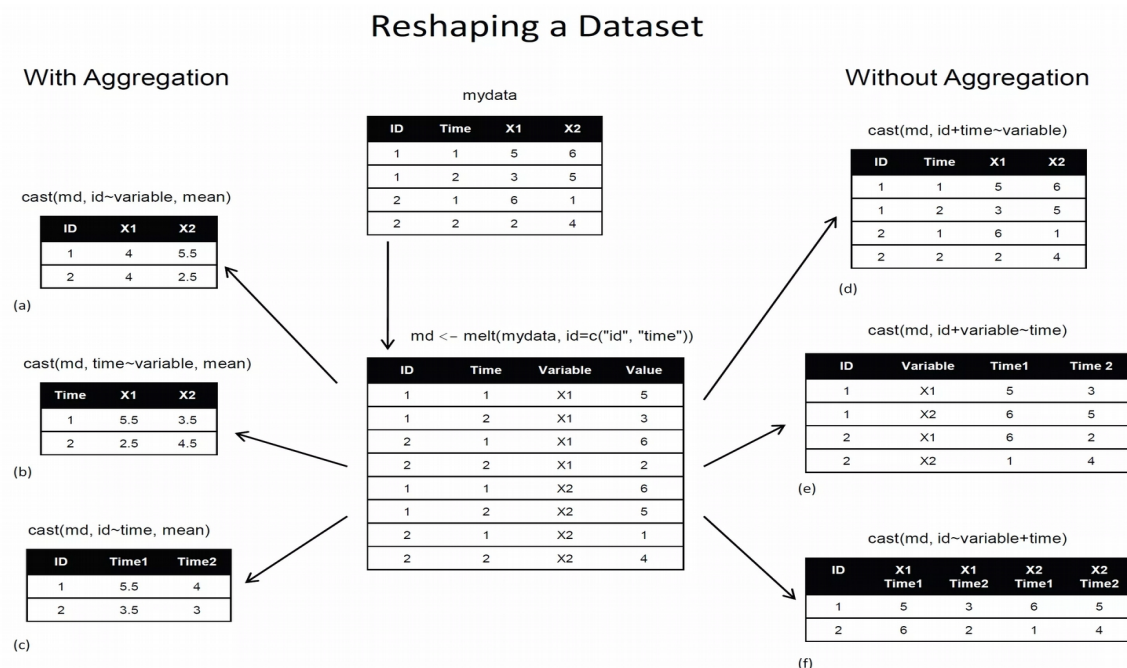 Reshaping a Dataset
With Aggregation
Without Aggregation
mydata
ID Time X1 X2
1 1 5 6
1 2 3 5
2 1 6 1
2 2 2 4
cast(md, id~variable, mean)
ID X1 X2
1 4 5.5
2 4 2.5
(a)
cast(md, time~variable, mean)
Time X1 X2
1 5.5 3.5
2 2.5 4.5
(b)
cast(md, id~time, mean)
ID Time1 Time2
1 5.5 4
2 3.5 3
(c)
md <- melt(mydata, id=c("id", "time"))
ID Time Variable Value
1 1 X1 5
1 2 X1 3
2 1 X1 6
2 2 X1 2
1 1 X2 6
1 2 X2 5
2 1 X2 1
2 2 X2 4
cast(md, id+time~variable)
ID Time X1 X2
1 1 5 6
1 2 3 5
2 1 6 1
2 2 2 4
(d)
cast(md, id+variable~time)
ID Variable Time1 Time 2
1 X1 5 3
1 X2 6 5
2 X1 6 2
2 X2 1 4
(e)
cast(md, id~variable+time)
ID X1 X1 X2 X2
Time1 Time2 Time1 Time2
1 5 3 6 5
2 6 2 1 4
(f)